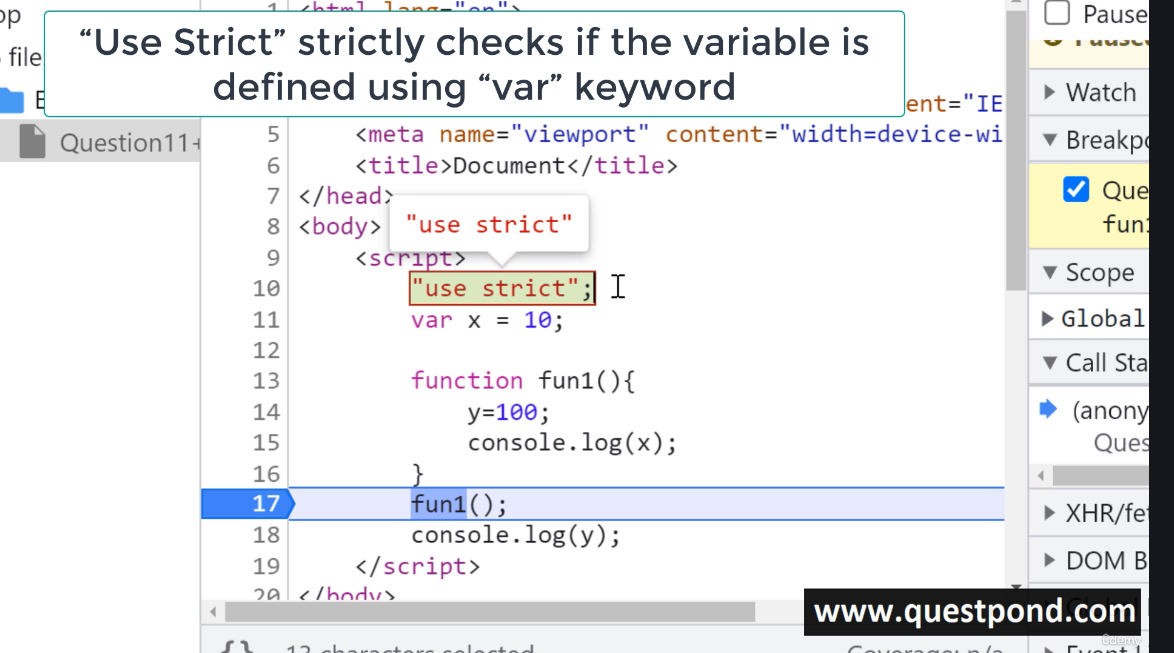 “Use Strict” strictly checks if the variable is
defined using “var” keyword
op
file
Question11+
1 <html lang="en">
ent="IE
5 <meta name="viewport" content="width=device-wi
6 <title>Document</title>
7 </head>
8 <body>
"use strict"
9 <script>
10 "use strict";
11 var x = 10;
12
13 function fun1(){
14 y=100;
15 console.log(x);
16 }
17 fun1();
18 console.log(y);
19 </script>
20 </body>
{} 13 characters selected
Coverage: n/a
Pause
Paused
Watch
Breakpo
Que
fun1
Scope
Global
Call Sta
(anony
Ques
XHR/fe
DOM B
www.questpond.com
Udemy
Event L